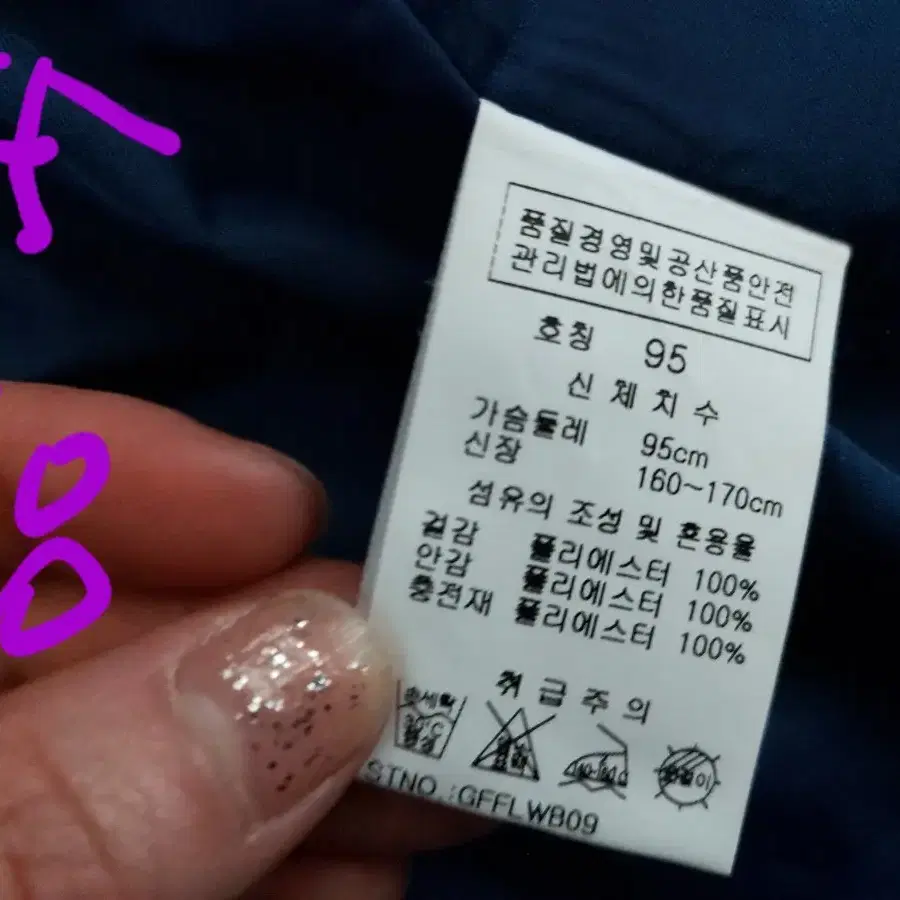 품질경영및공산품안전
관리법에의한품질표시
호칭 95
신체치수
가슴둘레 95cm
신장 160~170cm
섬유의 조성 및 혼용율
겉감 폴리에스터 100%
안감 폴리에스터 100%
충전재 폴리에스터 100%
취급주의
손세탁
STNO.:GFFLWB09